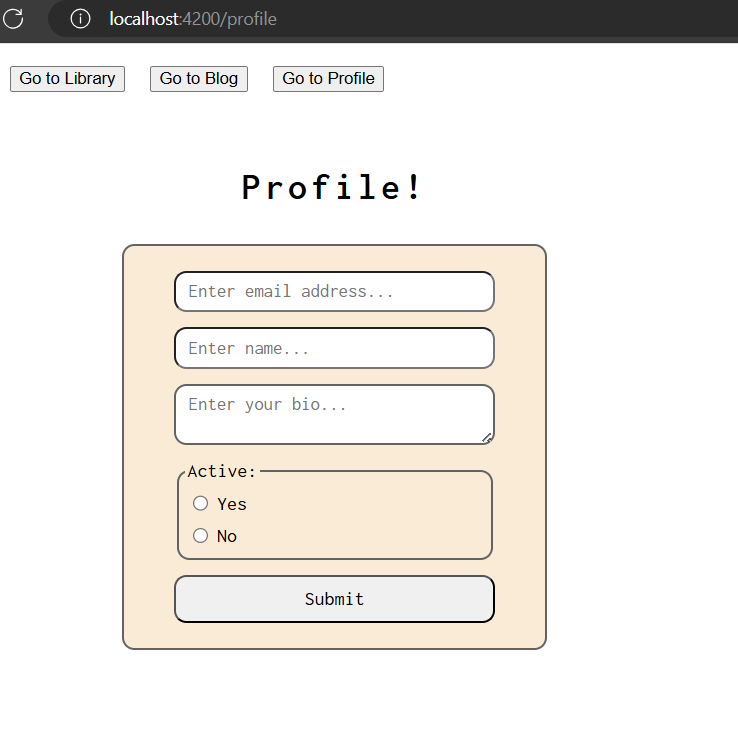 localhost:4200/profile
Go to Library Go to Blog Go to Profile
Profile!
Enter email address...
Enter name...
Enter your bio...
Active:
Yes
No
Submit